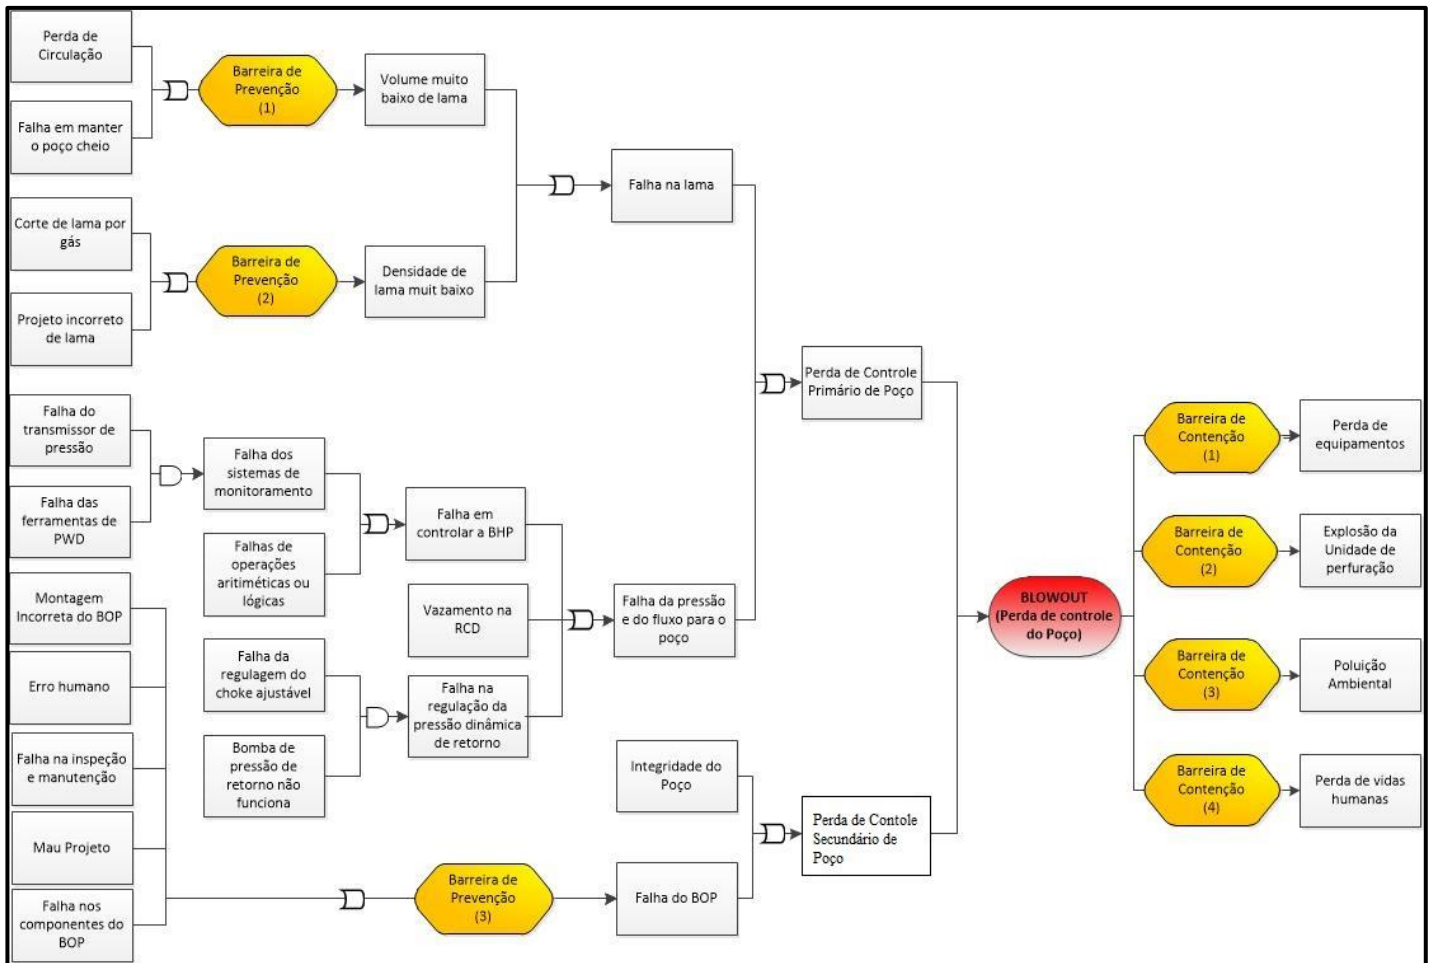 Perda de
Circulação
Falha em manter
o poço cheio
Barreira de
Prevenção
(1)
Volume muito
baixo de lama
Corte de lama por
gás
Projeto incorreto
de lama
Barreira de
Prevenção
(2)
Densidade de
lama muit baixo
Falha na lama
Falha do
transmissor de
pressão
Falha das
ferramentas de
PWD
Falha dos
sistemas de
monitoramento
Falhas de
operações
aritiméticas ou
lógicas
Falha em
controlar a BHP
Vazamento na
RCD
Falha da
regulagem do
choke ajustável
Bomba de
pressão de
retorno não
funciona
Falha na
regulação da
pressão dinâmica
de retorno
Falha da pressão
e do fluxo para o
poço
Perda de Controle
Primário de Poço
Montagem
Incorreta do BOP
Erro humano
Falha na inspeção
e manutenção
Mau Projeto
Falha nos
componentes do
BOP
Barreira de
Prevenção
(3)
Integridade do
Poço
Falha do BOP
Perda de Contole
Secundário de
Poço
BLOWOUT
(Perda de controle
do Poço)
Barreira de
Contenção
(1)
Perda de
equipamentos
Barreira de
Contenção
(2)
Explosão da
Unidade de
perfuração
Barreira de
Contenção
(3)
Poluição
Ambiental
Barreira de
Contenção
(4)
Perda de vidas
humanas